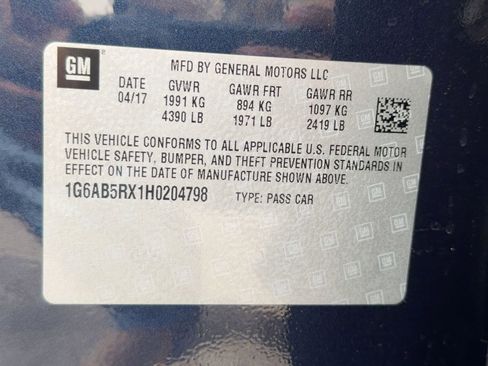 GM
MFD BY GENERAL MOTORS LLC
DATE GVWR GAWR FRT GAWR RR
04/17 1991 KG 894 KG 1097 KG
4390 LB 1971 LB 2419 LB
THIS VEHICLE CONFORMS TO ALL APPLICABLE U.S. FEDERAL MOTOR
VEHICLE SAFETY, BUMPER, AND THEFT PREVENTION STANDARDS IN
EFFECT ON THE DATE OF MANUFACTURE SHOWN ABOVE.
1G6AB5RX1H0204798 TYPE: PASS CAR